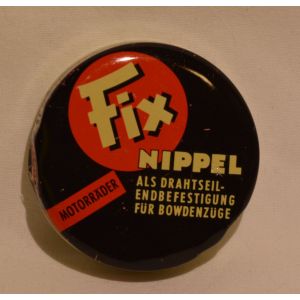 Fix
NIPPEL
ALS DRAHTSEIL-
ENDBEFESTIGUNG
FÜR BOWDENZÜGE
MOTORRÄDER